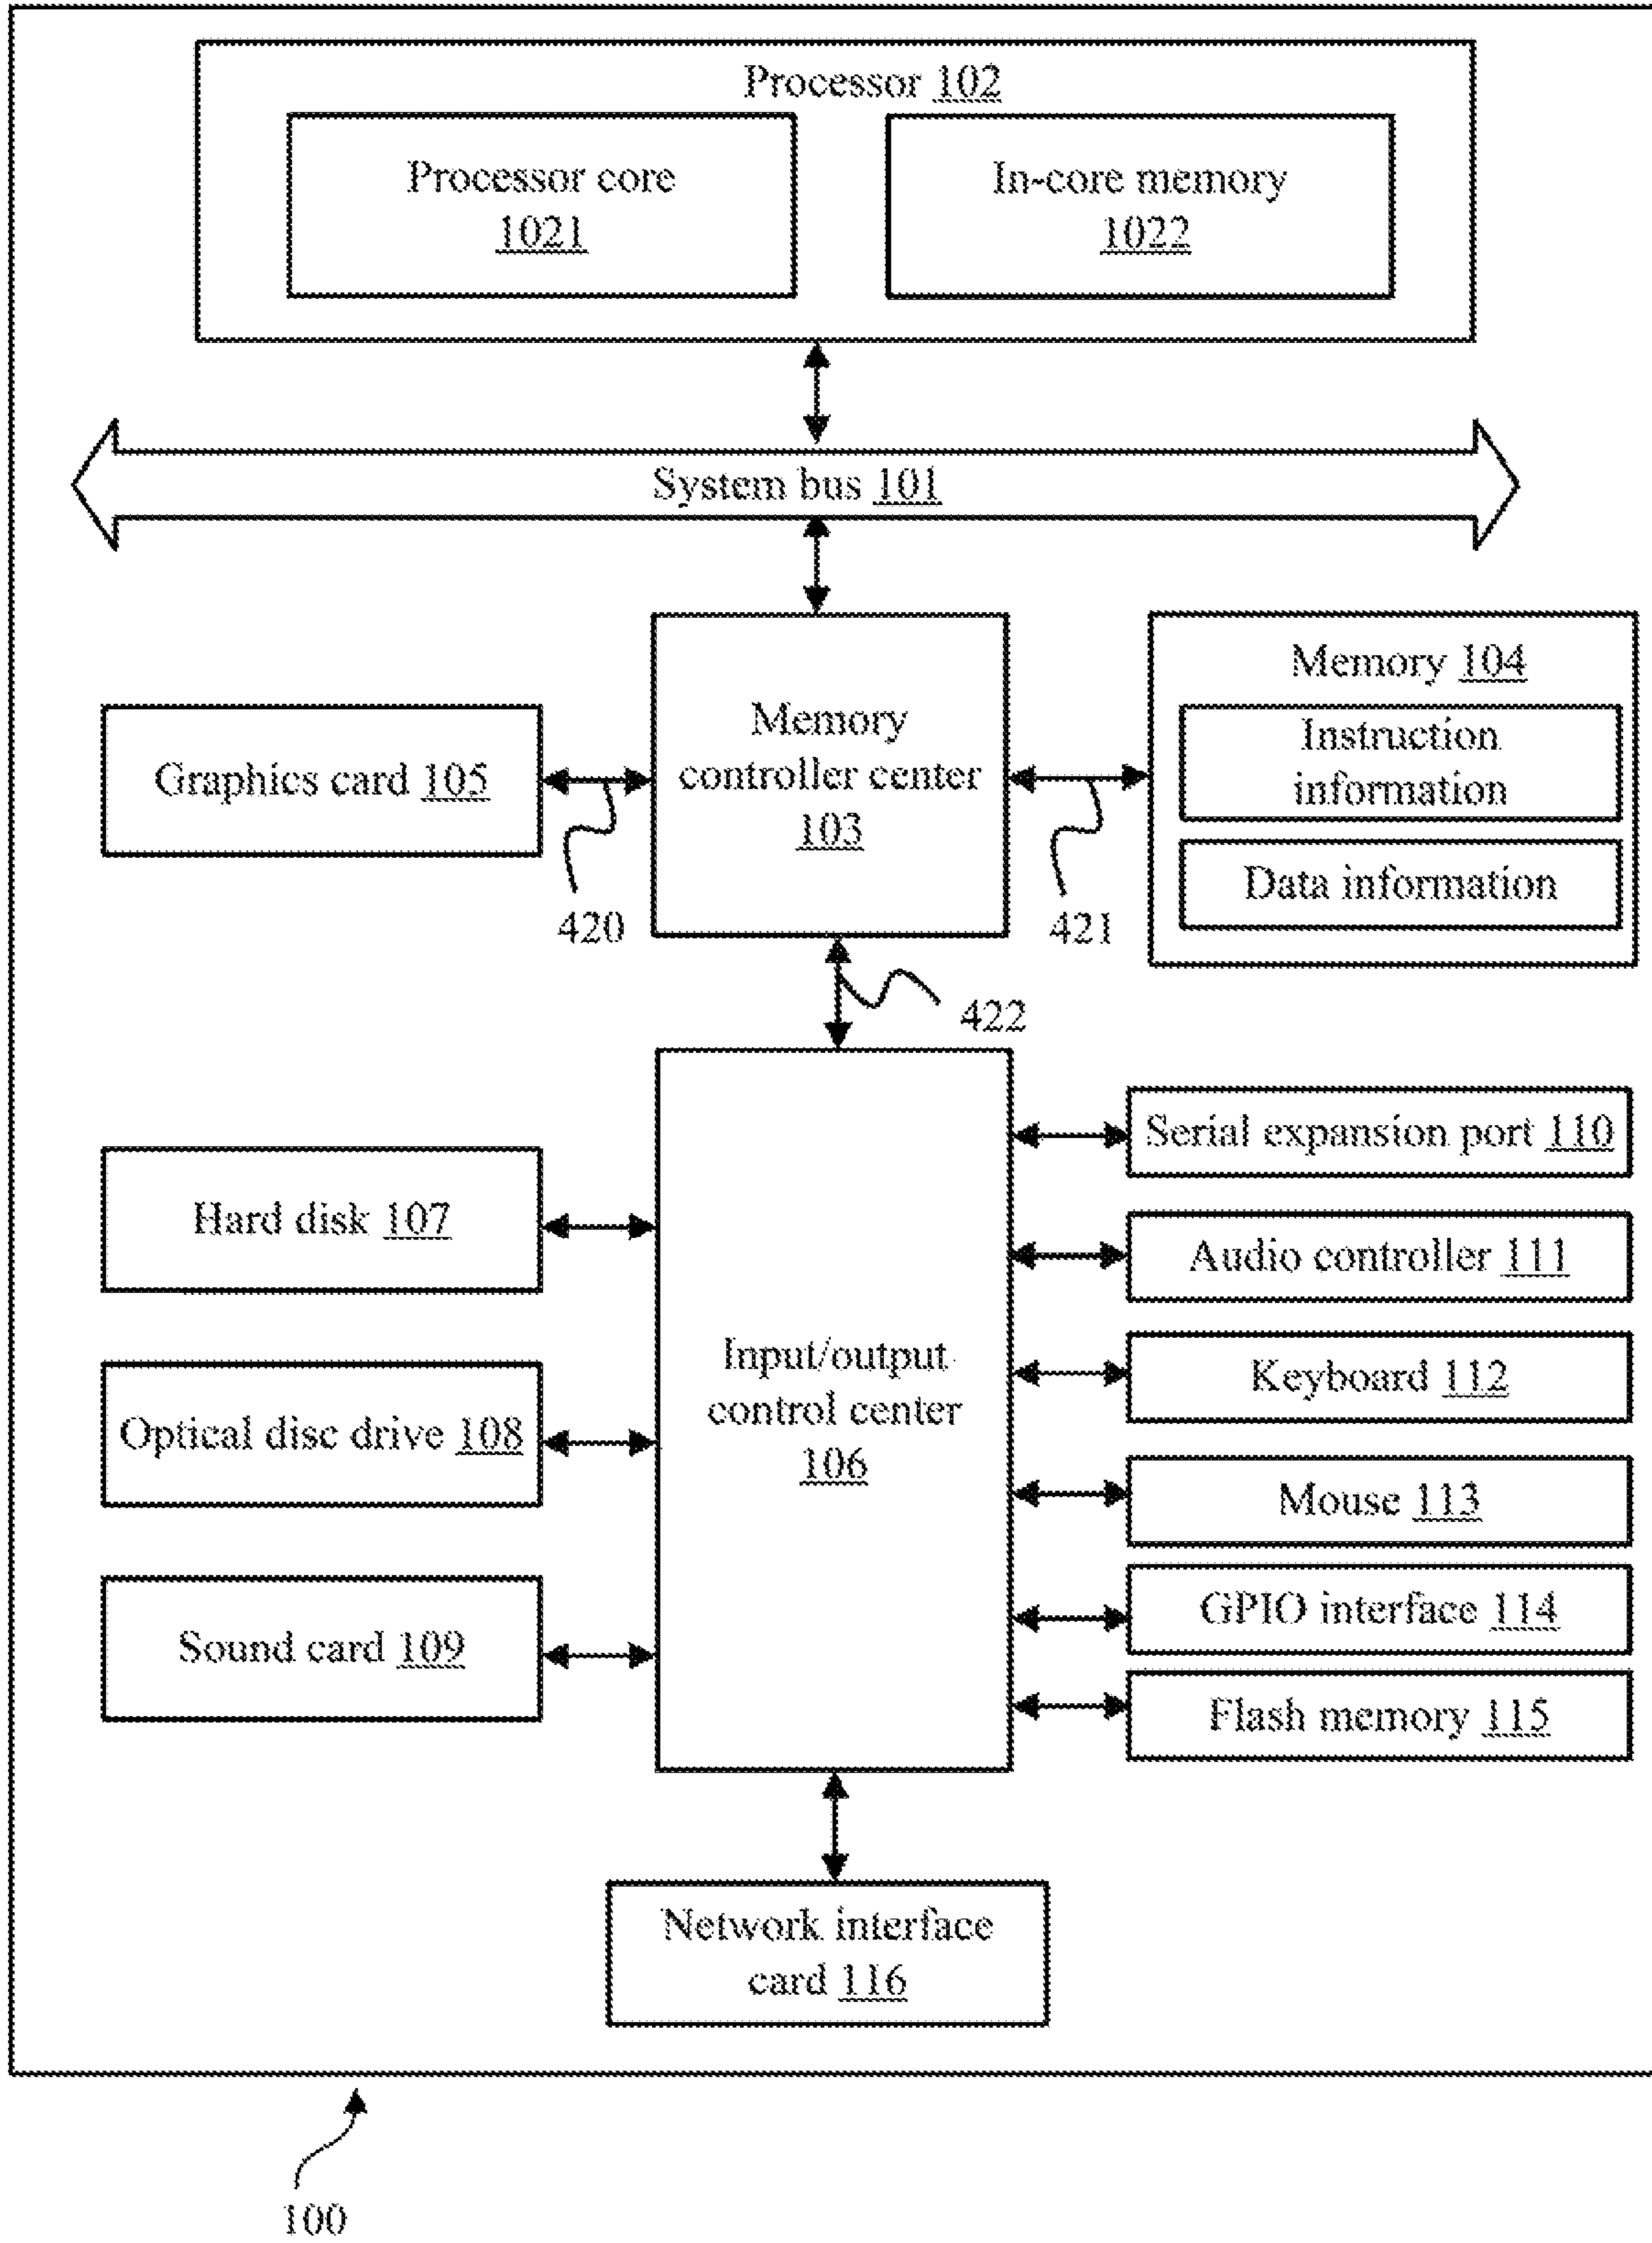 Processor 102
Processor core
1021
In-core memory
1022
System bus 101
Graphics card 105
420
Memory
controller center
103
421
Memory 104
Instruction
information
Data information
422
Hard disk 107
Optical disc drive 108
Sound card 109
Input/output
control center
106
Serial expansion port 110
Audio controller 111
Keyboard 112
Mouse 113
GPIO interface 114
Flash memory 115
Network interface
card 116
100